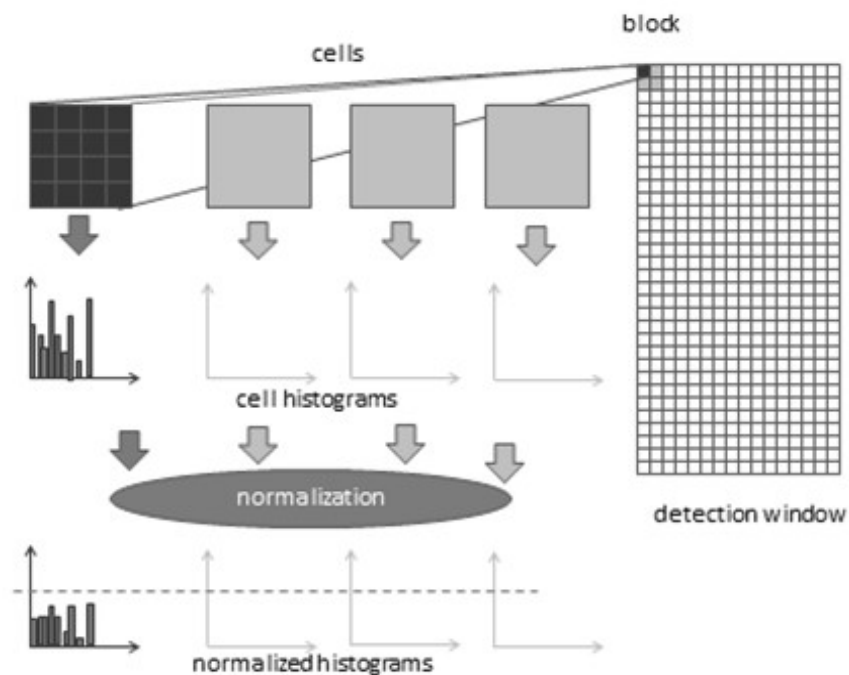 block
cells
cell histograms
normalization
detection window
normalized histograms